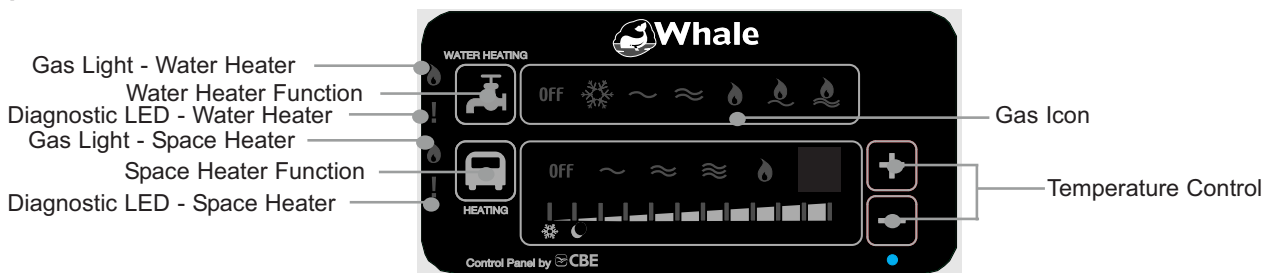 Whale
WATER HEATING
Gas Light - Water Heater
Water Heater Function
OFF
Diagnostic LED - Water Heater
Gas Icon
Gas Light - Space Heater
Space Heater Function
OFF
Temperature Control
Diagnostic LED - Space Heater
HEATING
Control Panel by CBE